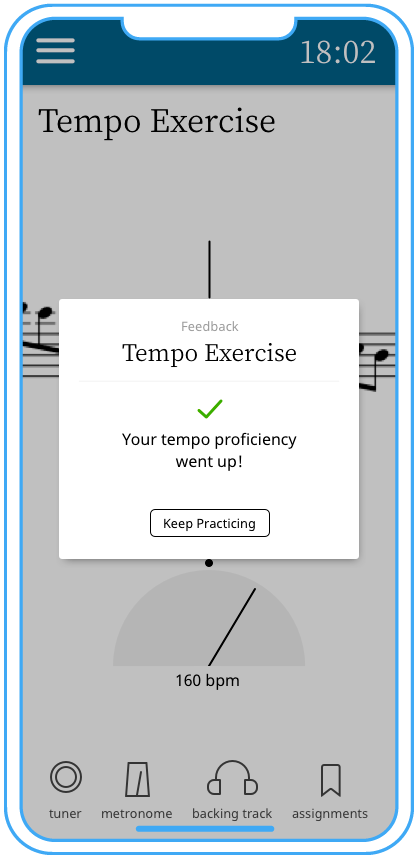 18:02
Tempo Exercise
Feedback
Tempo Exercise
Your tempo proficiency
went up!
Keep Practicing
160 bpm
tuner metronome backing track assignments